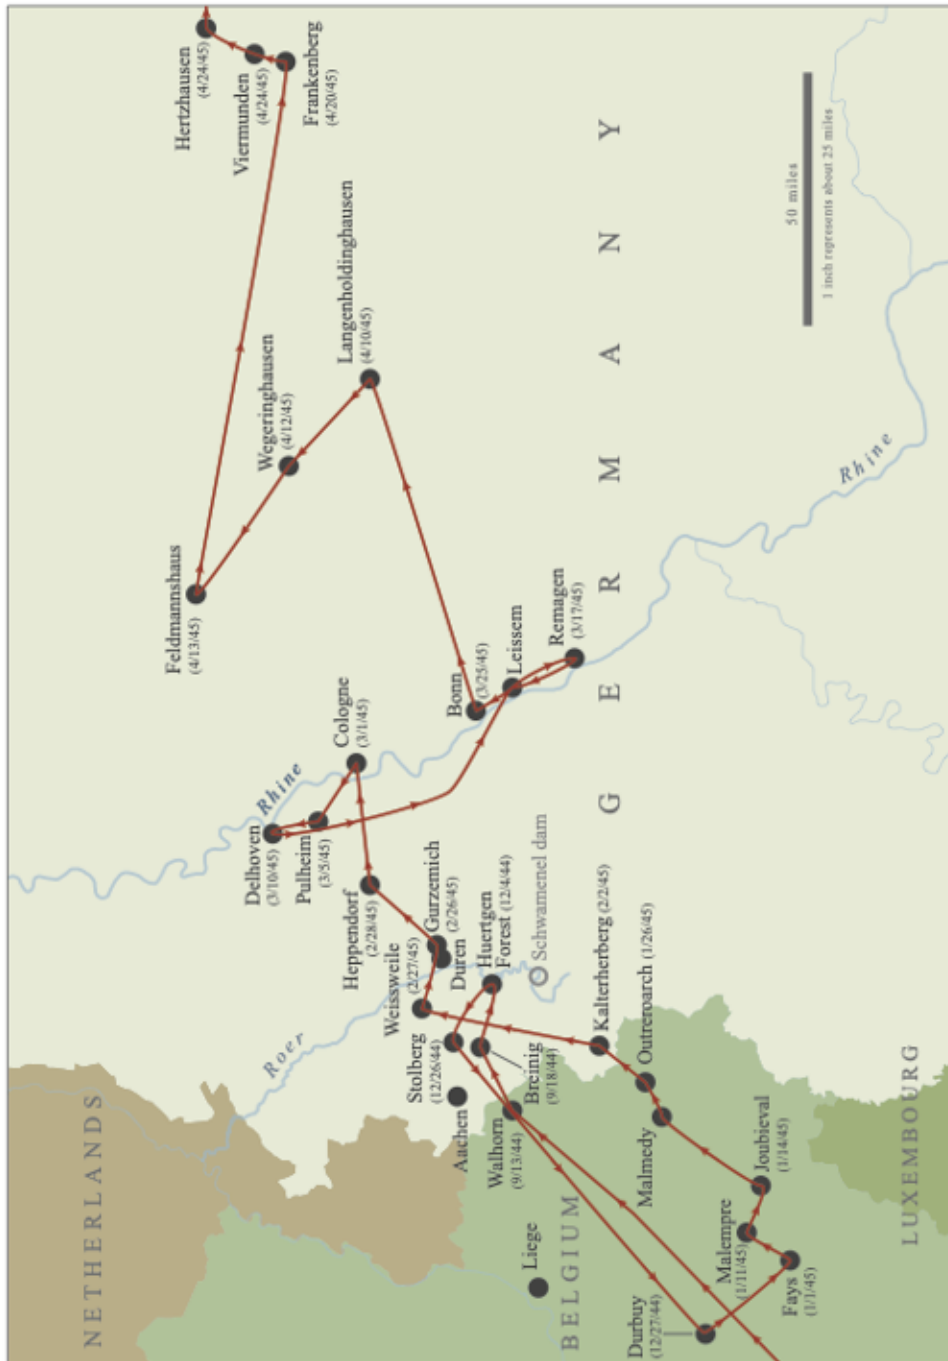 NETHERLANDS
BELGIUM
LUXEMBOURG
GERMANY
Hertzhausen
(4/24/45)
Viermunden
(4/24/45)
Frankenberg
(4/20/45)
Feldmannshaus
(4/13/45)
Wegeringhausen
(4/12/45)
Langenholdinghausen
(4/10/45)
Delhoven
(3/10/45)
Rhine
Pulheim
(3/5/45)
Cologne
(3/1/45)
Heppendorf
(2/28/45)
Bonn
(3/25/45)
Leissem
Remagen
(3/17/45)
Roer
Weissweile
(2/27/45)
Gurzemich
(2/26/45)
Duren
Huertgen
Forest (12/4/44)
Schwamenel dam
Stolberg
(12/26/44)
Aachen
Breinig
(9/18/44)
Walhorn
(9/13/44)
Liege
Kalterherberg (2/2/45)
Outreroarch (1/26/45)
Malmedy
Joubieval
(1/14/45)
Malempre
(1/11/45)
Fays
(1/1/45)
Durbuy
(12/27/44)
Rhine
50 miles
1 inch represents about 25 miles